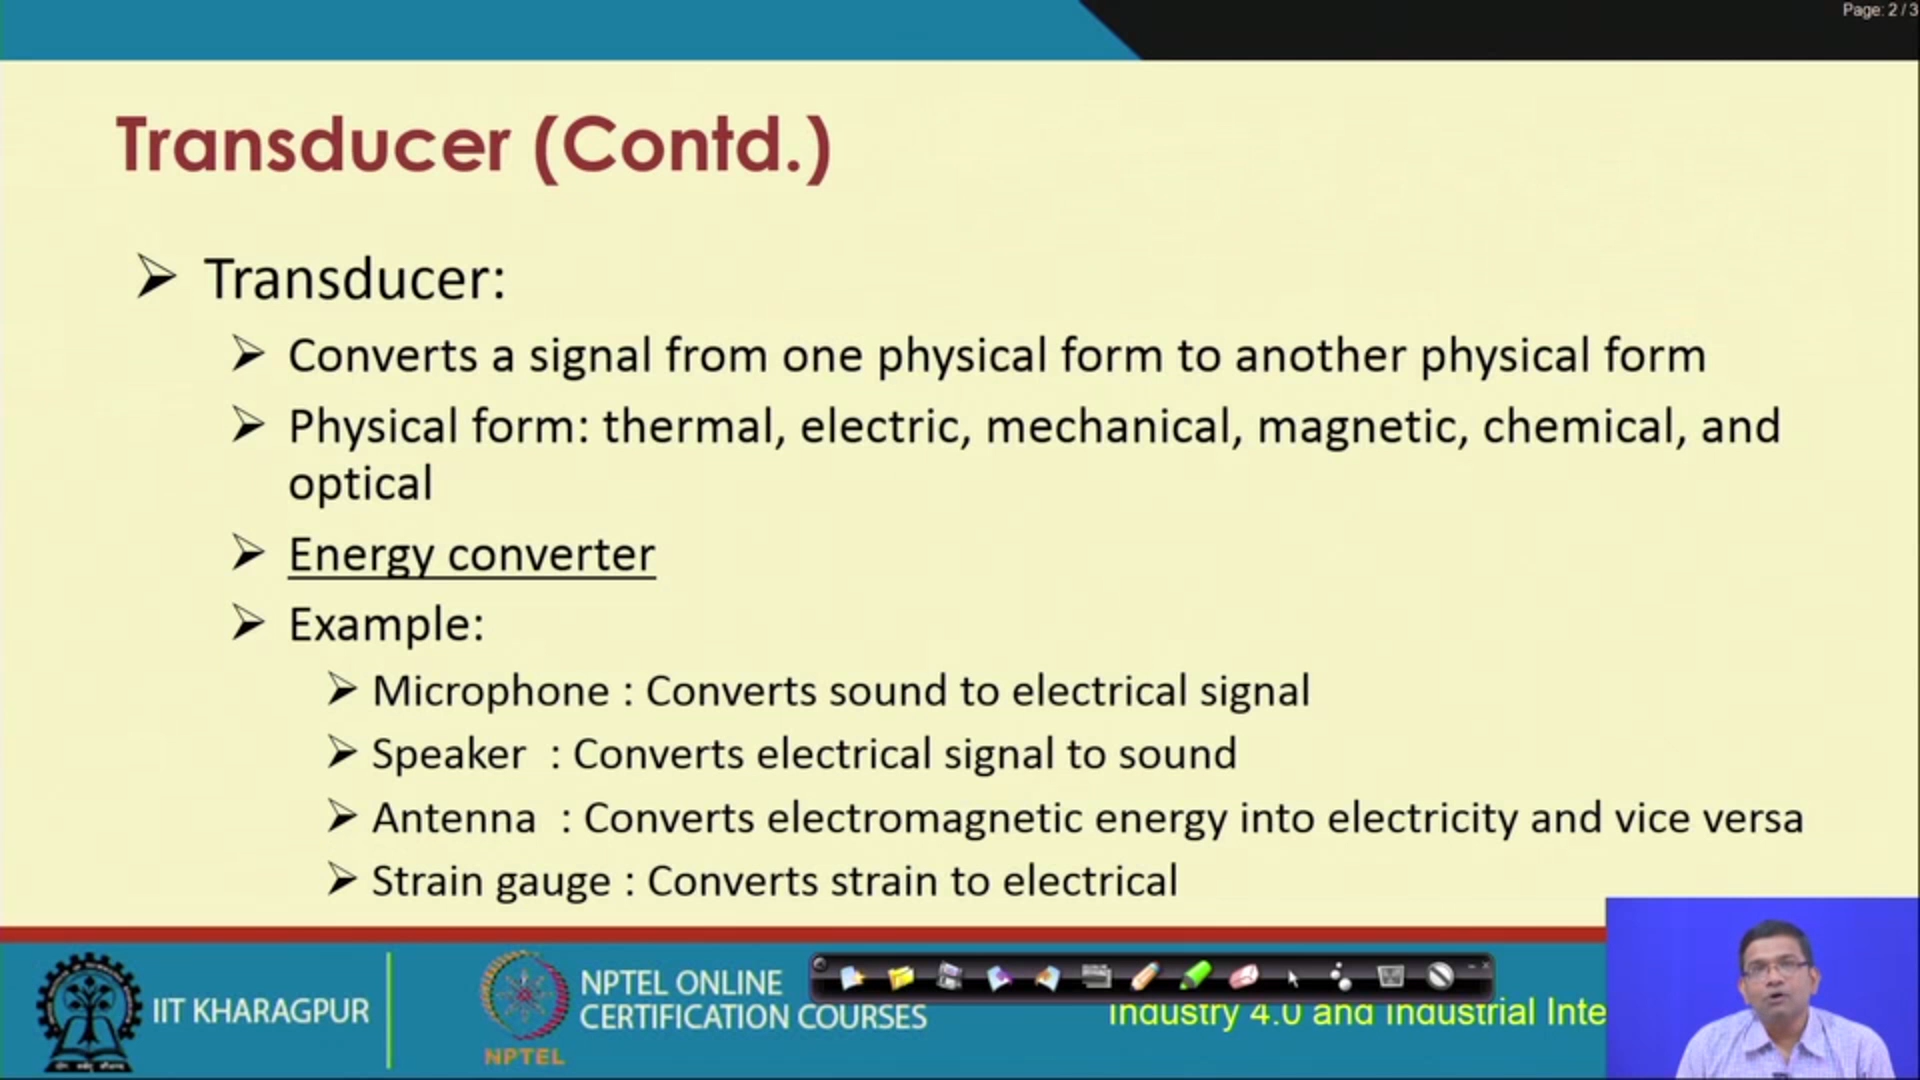 Page: 2 / 3
Transducer (Contd.)
Transducer:
Converts a signal from one physical form to another physical form
Physical form: thermal, electric, mechanical, magnetic, chemical, and
optical
Energy converter
Example:
Microphone : Converts sound to electrical signal
Speaker : Converts electrical signal to sound
Antenna : Converts electromagnetic energy into electricity and vice versa
Strain gauge : Converts strain to electrical
IIT KHARAGPUR
NPTEL ONLINE
CERTIFICATION COURSES
NPTEL
Industry 4.0 and Industrial Inte